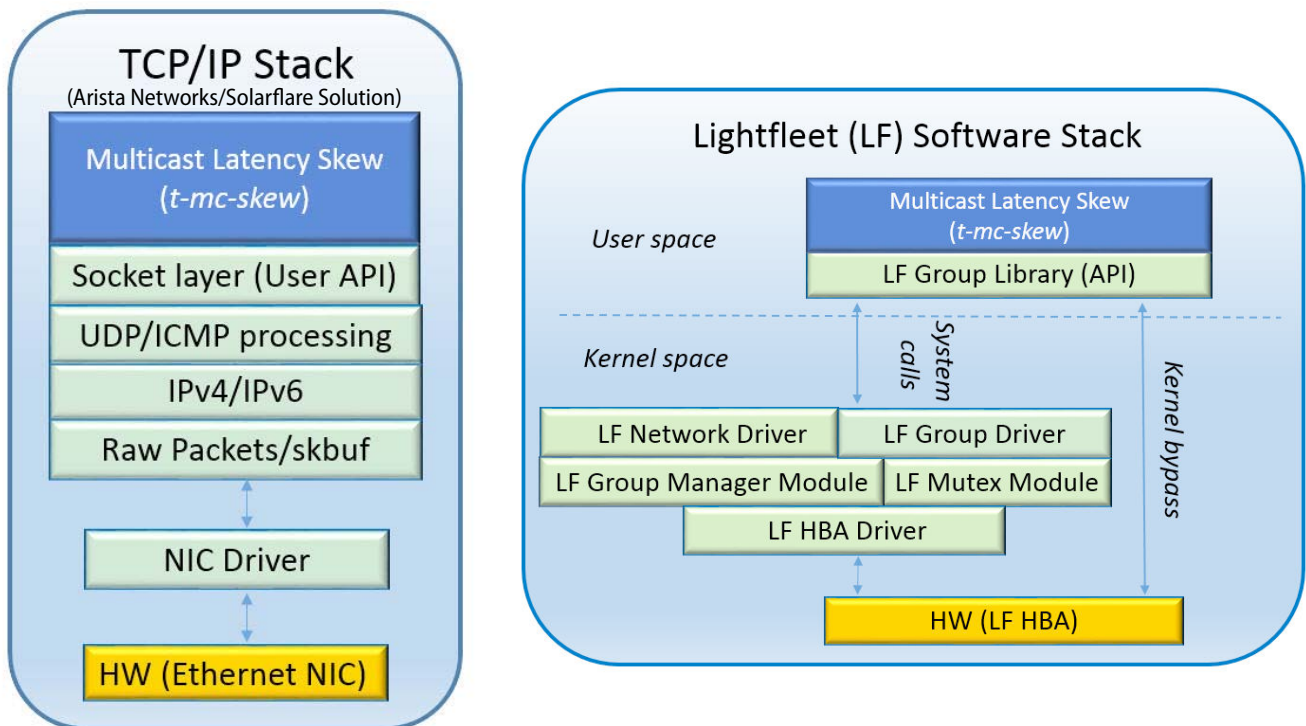 TCP/IP Stack
(Arista Networks/Solarflare Solution)
Multicast Latency Skew
(t-mc-skew)
Socket layer (User API)
UDP/ICMP processing
IPv4/IPv6
Raw Packets/skbuf
NIC Driver
HW (Ethernet NIC)
Lightfleet (LF) Software Stack
Multicast Latency Skew
(t-mc-skew)
User space
LF Group Library (API)
Kernel space
System
calls
Kernel bypass
LF Network Driver
LF Group Driver
LF Group Manager Module
LF Mutex Module
LF HBA Driver
HW (LF HBA)